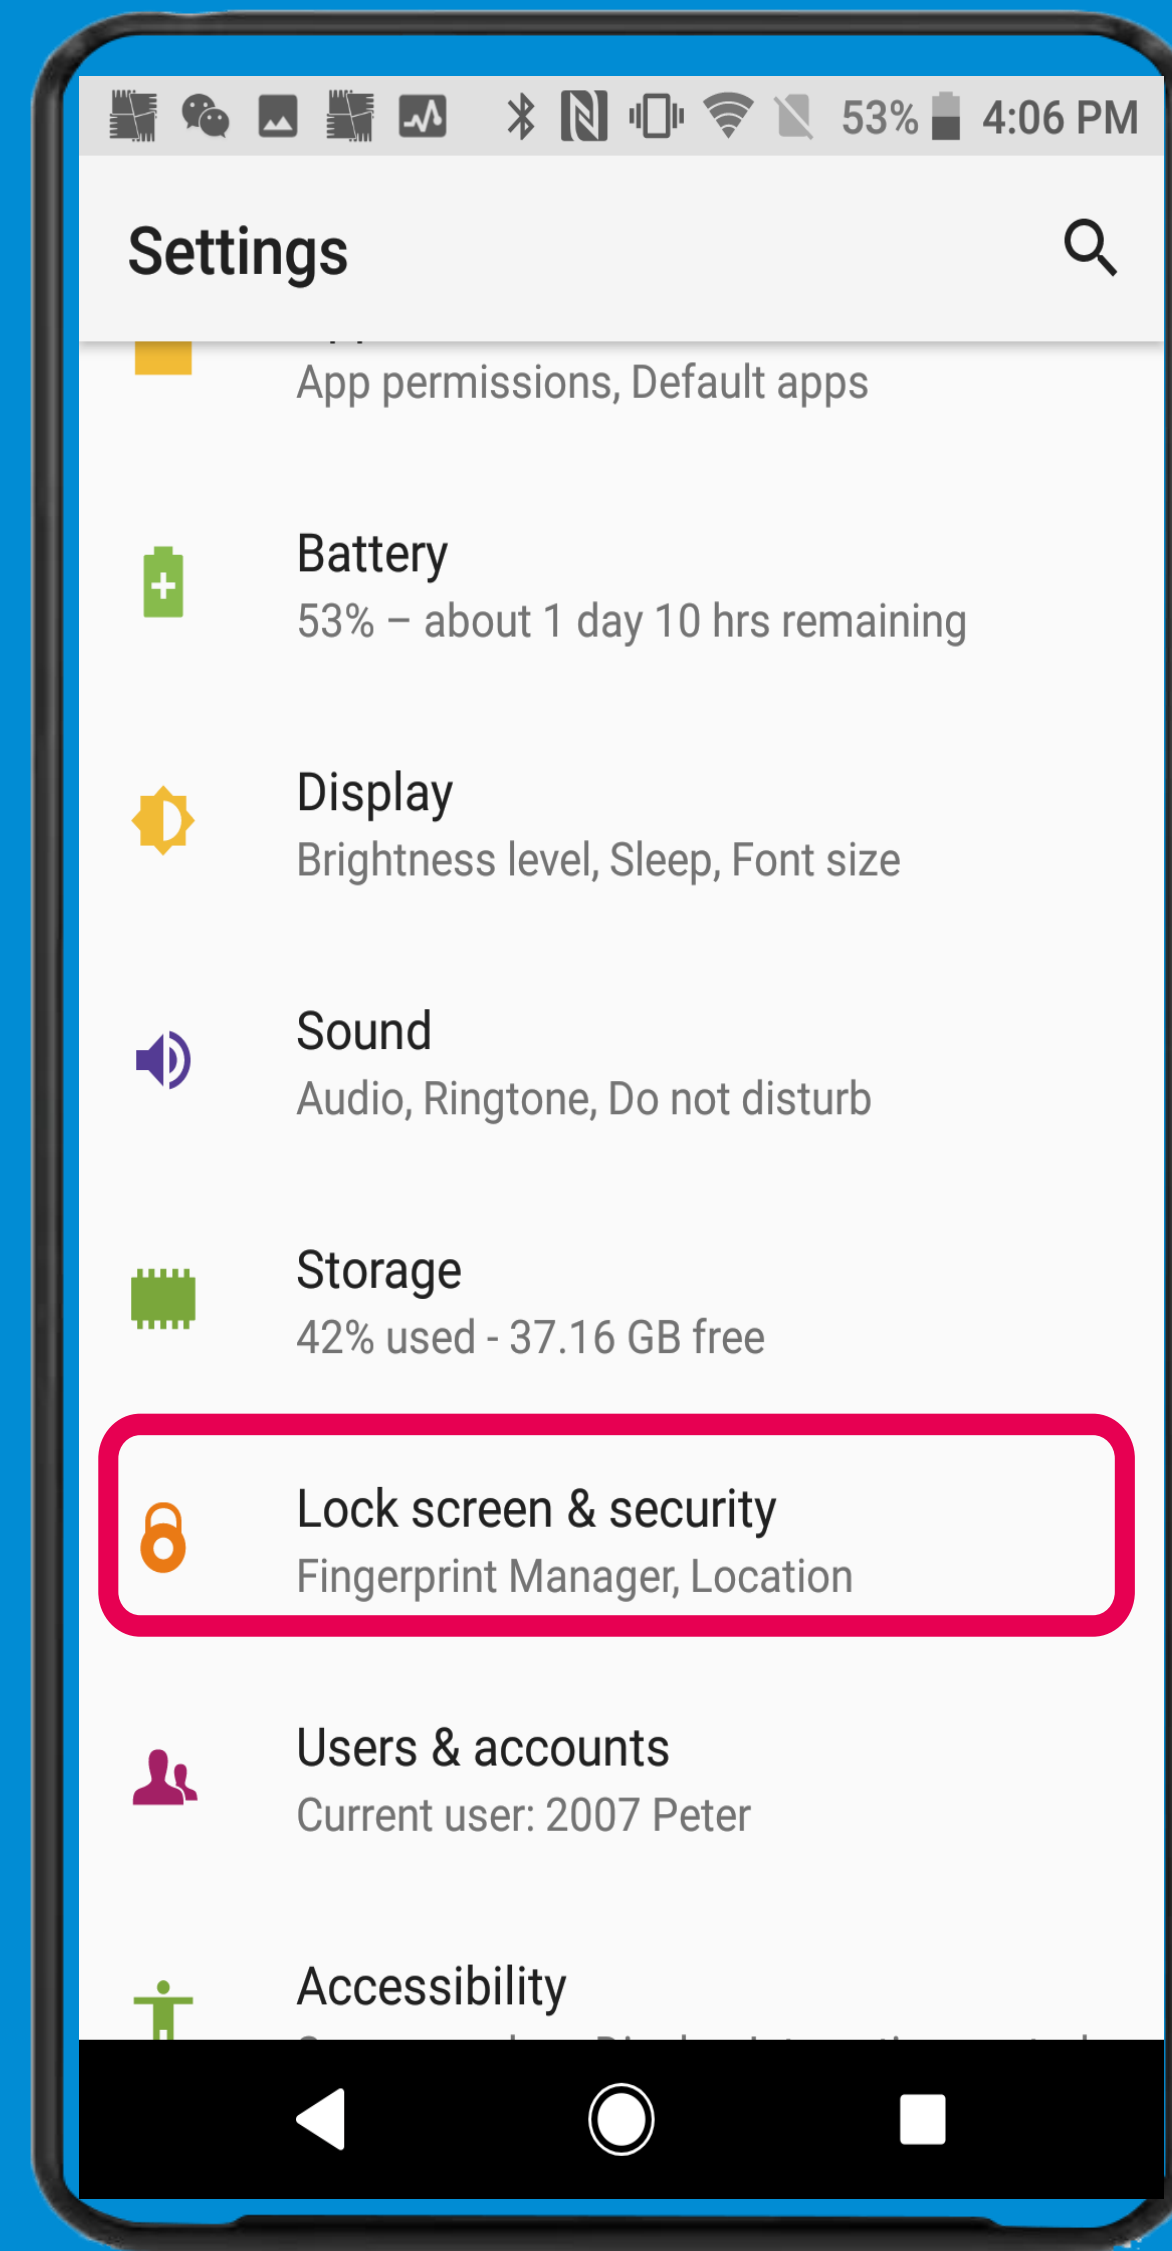 53% 4:06 PM
Settings
App permissions, Default apps
Battery
53% – about 1 day 10 hrs remaining
Display
Brightness level, Sleep, Font size
Sound
Audio, Ringtone, Do not disturb
Storage
42% used - 37.16 GB free
Lock screen & security
Fingerprint Manager, Location
Users & accounts
Current user: 2007 Peter
Accessibility